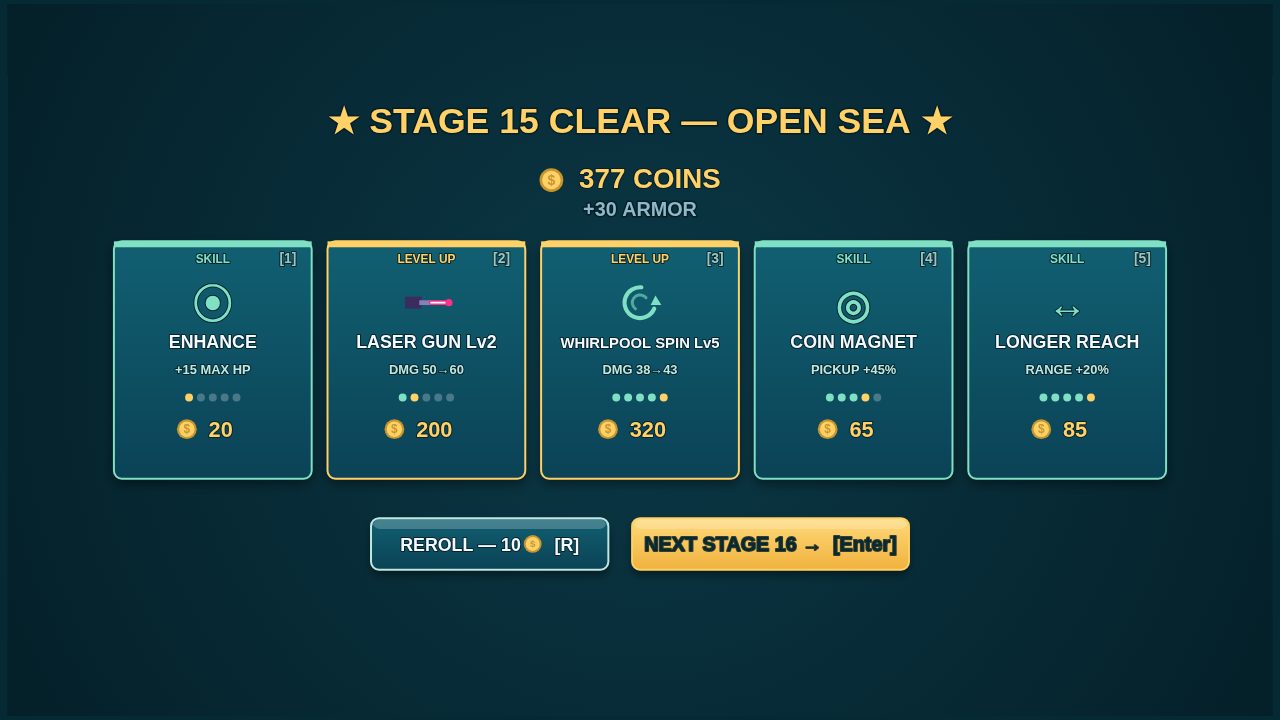 ★ STAGE 15 CLEAR — OPEN SEA ★
$ 377 COINS
+30 ARMOR
SKILL [1]
ENHANCE
+15 MAX HP
$ 20
LEVEL UP [2]
LASER GUN Lv2
DMG 50→60
$ 200
LEVEL UP [3]
WHIRLPOOL SPIN Lv5
DMG 38→43
$ 320
SKILL [4]
COIN MAGNET
PICKUP +45%
$ 65
SKILL [5]
↔
LONGER REACH
RANGE +20%
$ 85
REROLL — 10 $ [R]
NEXT STAGE 16 → [Enter]